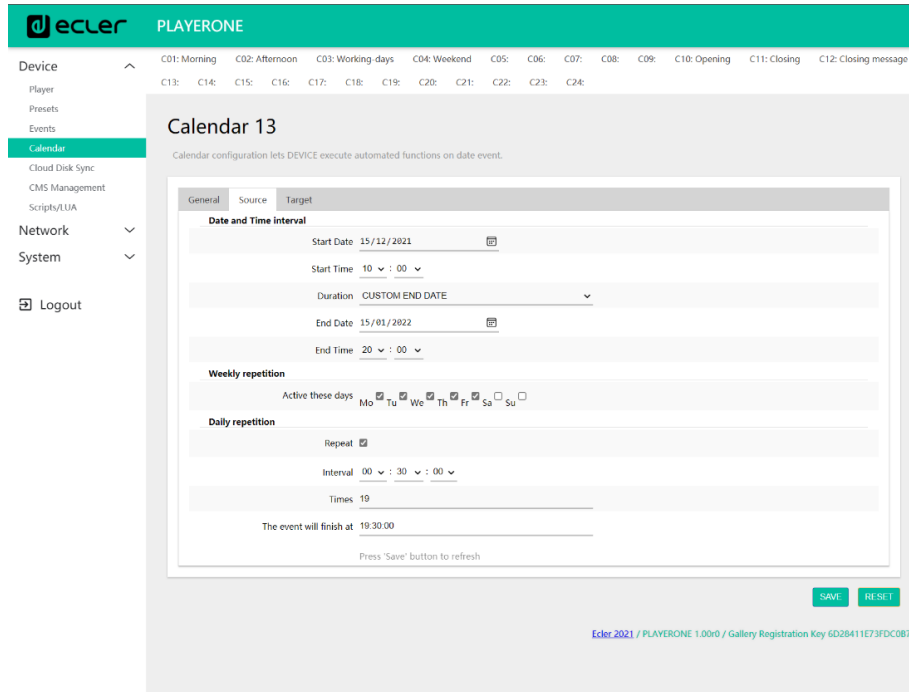 ecler PLAYERONE
Device
Player
Presets
Events
Calendar
Cloud Disk Sync
CMS Management
Scripts/LUA
Network
System
Logout
C01: Morning C02: Afternoon C03: Working-days C04: Weekend C05: C06: C07: C08: C09: C10: Opening C11: Closing C12: Closing message
C13: C14: C15: C16: C17: C18: C19: C20: C21: C22: C23: C24:
Calendar 13
Calendar configuration lets DEVICE execute automated functions on date event.
General Source Target
Date and Time interval
Start Date 15/12/2021
Start Time 10 : 00
Duration CUSTOM END DATE
End Date 15/01/2022
End Time 20 : 00
Weekly repetition
Active these days Mo Tu We Th Fr Sa Su
Daily repetition
Repeat
Interval 00 : 30 : 00
Times 19
The event will finish at 19:30:00
Press 'Save' button to refresh
SAVE RESET
Ecler 2021 / PLAYERONE 1.00r0 / Gallery Registration Key 6D28411E73FDC0B7